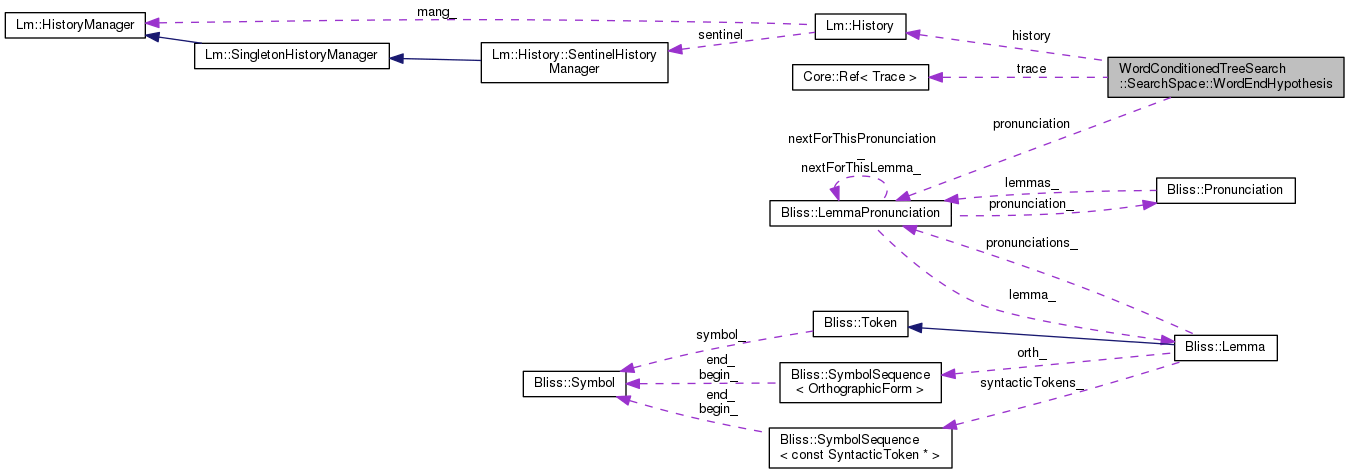 mang_
Lm::HistoryManager
Lm::History
sentinel
history
Lm::SingletonHistoryManager
Lm::History::SentinelHistory
Manager
Core::Ref< Trace >
trace
WordConditionedTreeSearch
::SearchSpace::WordEndHypothesis
pronunciation
nextForThisPronunciation
_
nextForThisLemma_
lemmas_
Bliss::Pronunciation
Bliss::LemmaPronunciation
pronunciation_
pronunciations_
lemma_
Bliss::Token
symbol_
Bliss::Lemma
orth_
end_
begin_
Bliss::SymbolSequence
< OrthographicForm >
Bliss::Symbol
syntacticTokens_
end_
begin_
Bliss::SymbolSequence
< const SyntacticToken * >